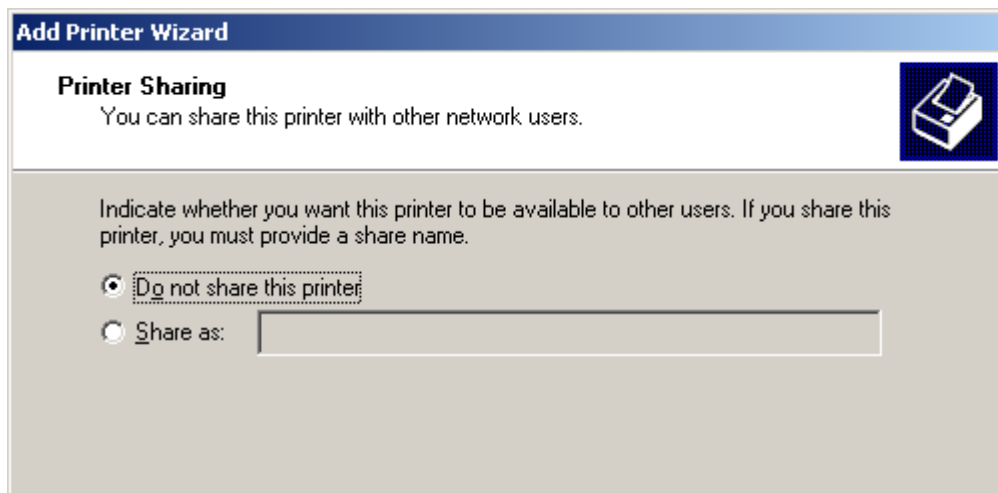 Add Printer Wizard
Printer Sharing
You can share this printer with other network users.
Indicate whether you want this printer to be available to other users. If you share this
printer, you must provide a share name.
Do not share this printer
Share as: